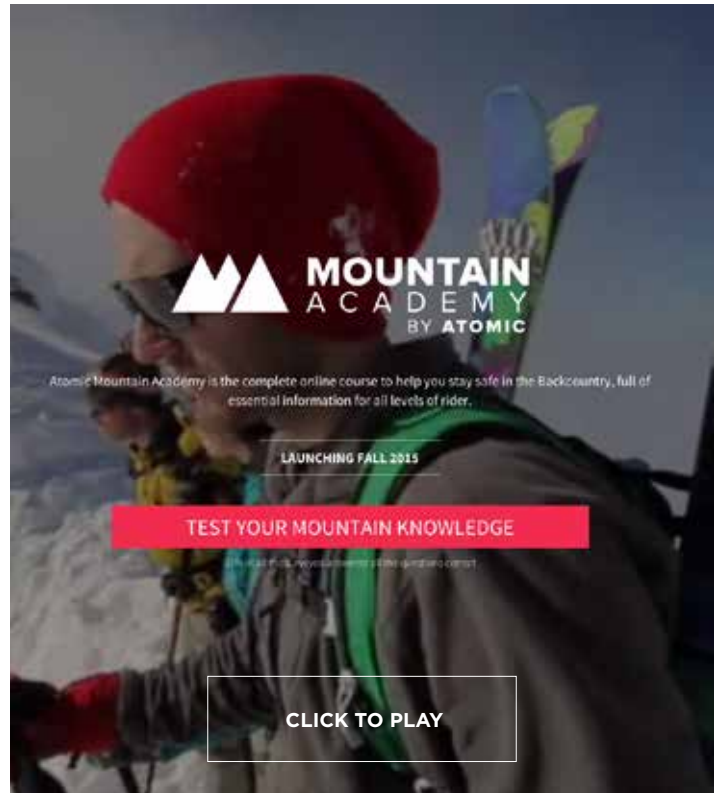 MOUNTAIN
ACADEMY
BY ATOMIC
Atomic Mountain Academy is the complete online course to help you stay safe in the Backcountry, full of
essential information for all levels of rider.
LAUNCHING FALL 2015
TEST YOUR MOUNTAIN KNOWLEDGE
CLICK TO PLAY